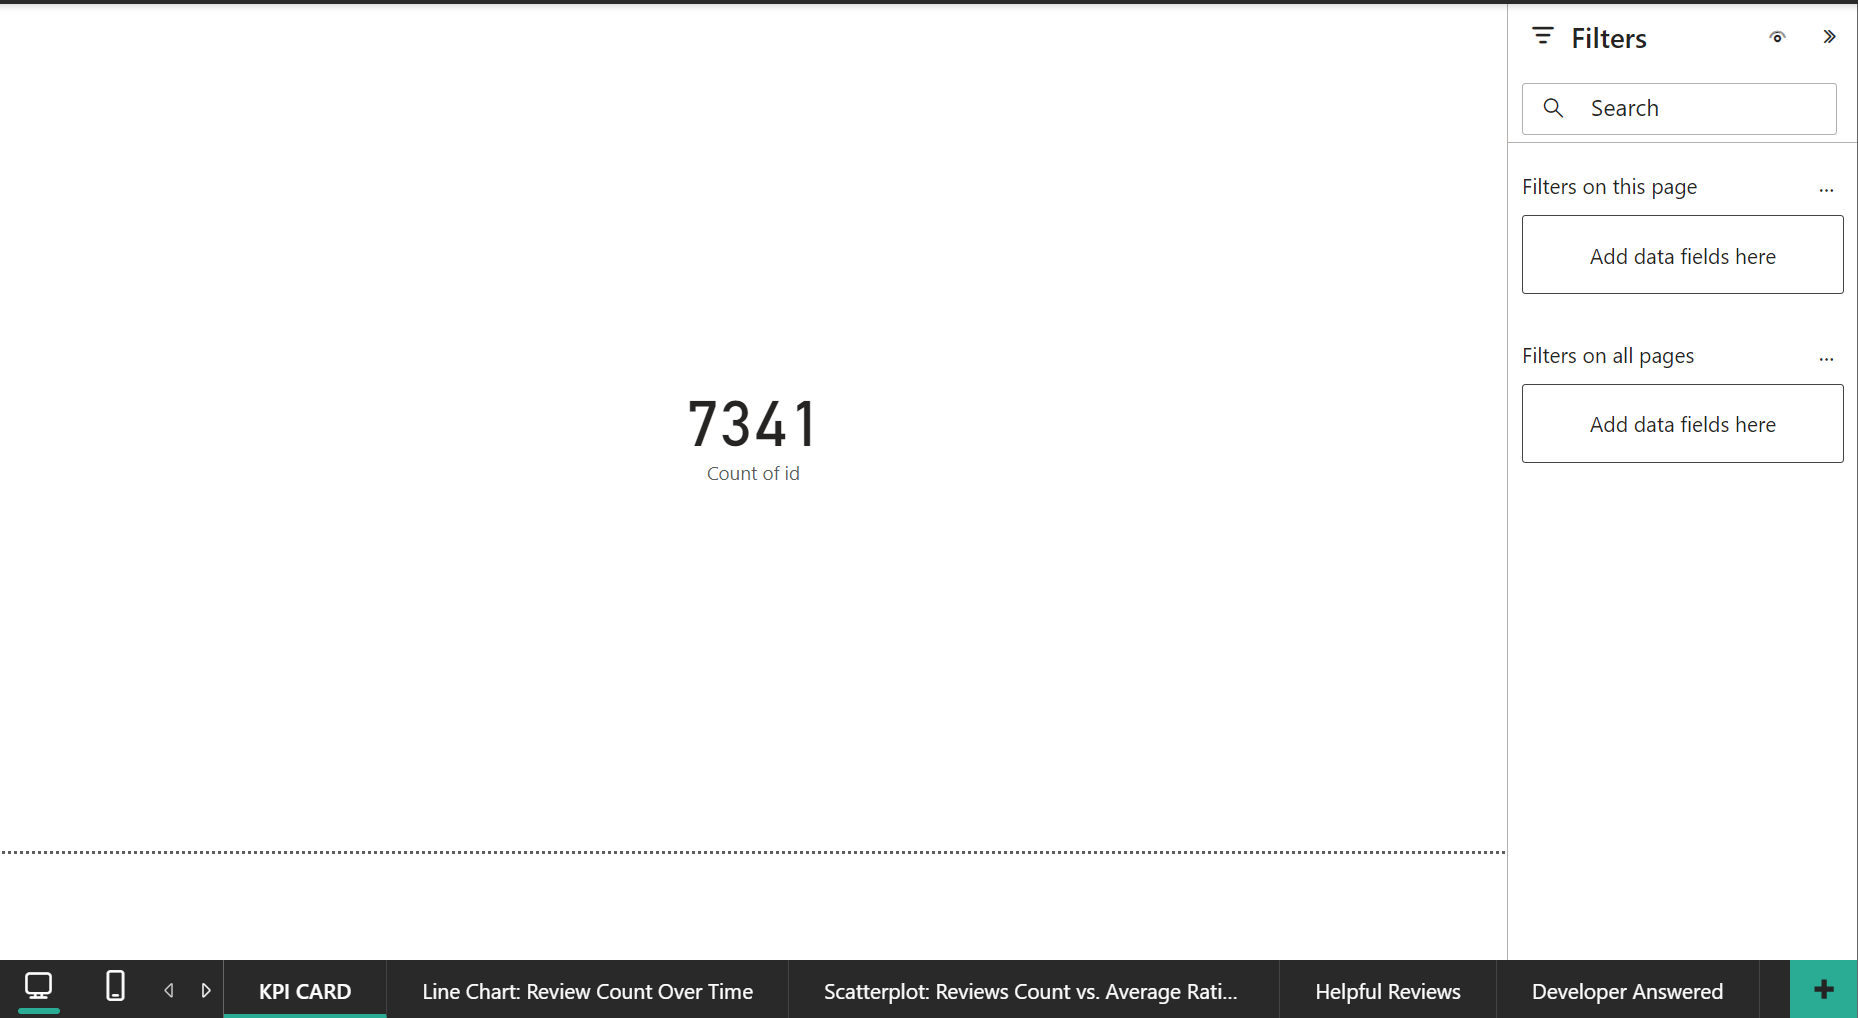 Filters
Search
Filters on this page
...
Add data fields here
Filters on all pages
...
Add data fields here
7341
Count of id
KPI CARD
Line Chart: Review Count Over Time
Scatterplot: Reviews Count vs. Average Rati...
Helpful Reviews
Developer Answered